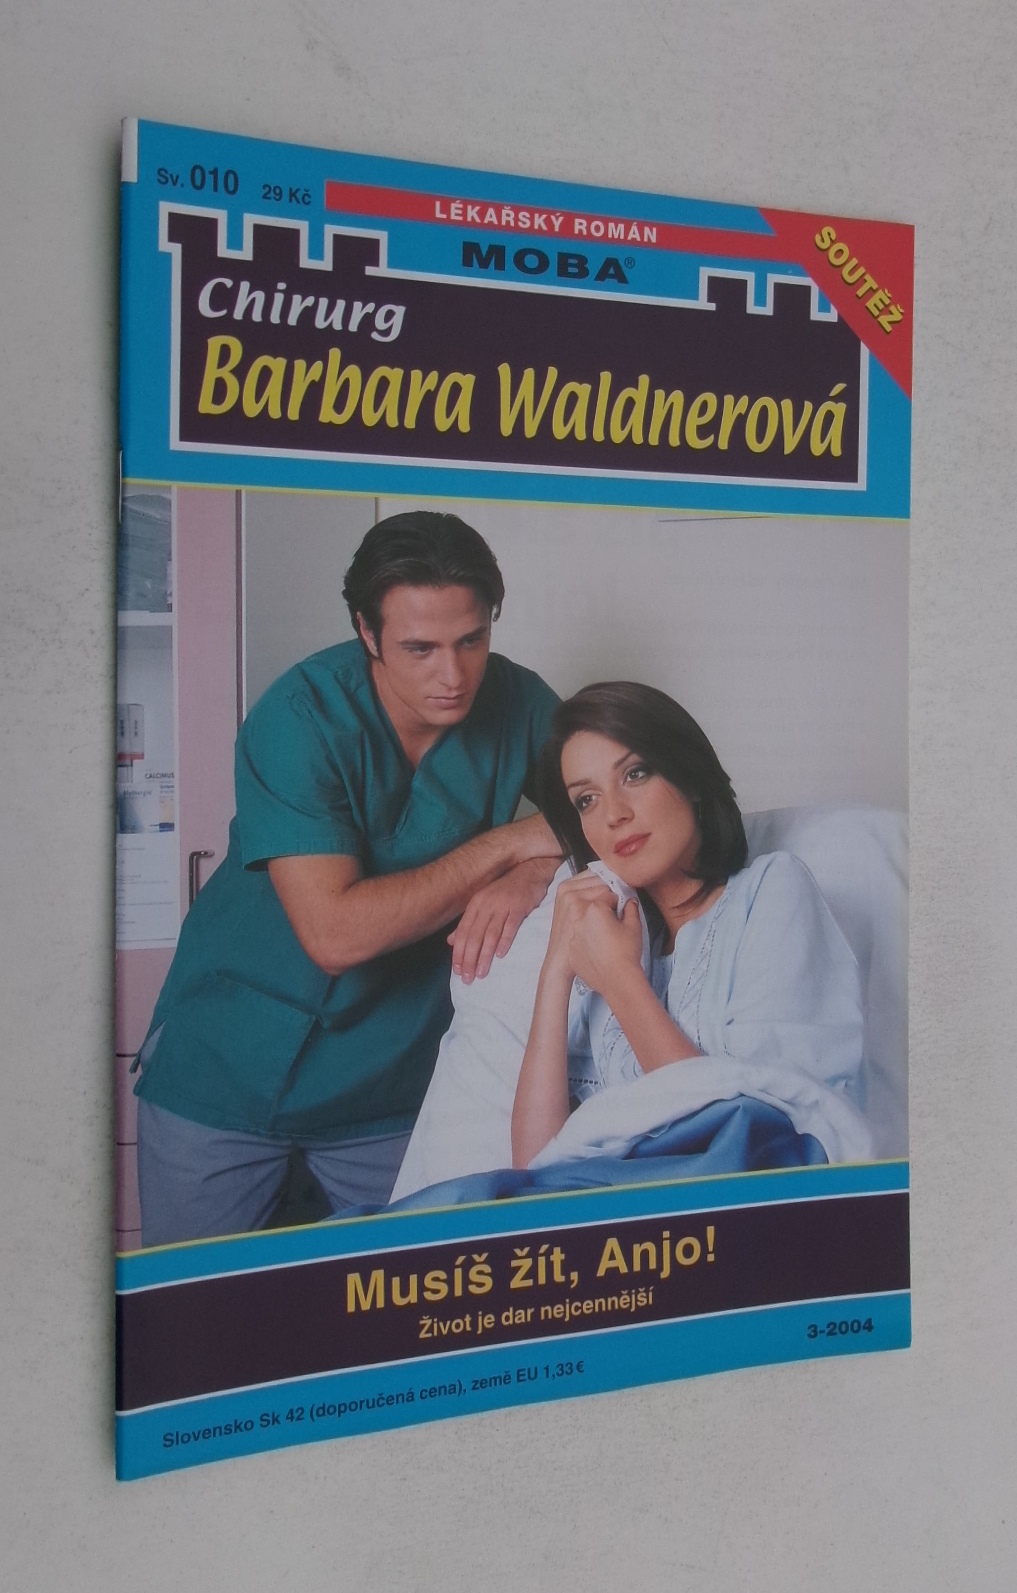 Sv. 010 29 Kč
LÉKAŘSKÝ ROMÁN
SOUTĚŽ
MOBA®
Chirurg
Barbara Waldnerová
CALCIMUS
Musíš žít, Anjo!
Život je dar nejcennější
3-2004
Slovensko Sk 42 (doporučená cena), země EU 1,33 €